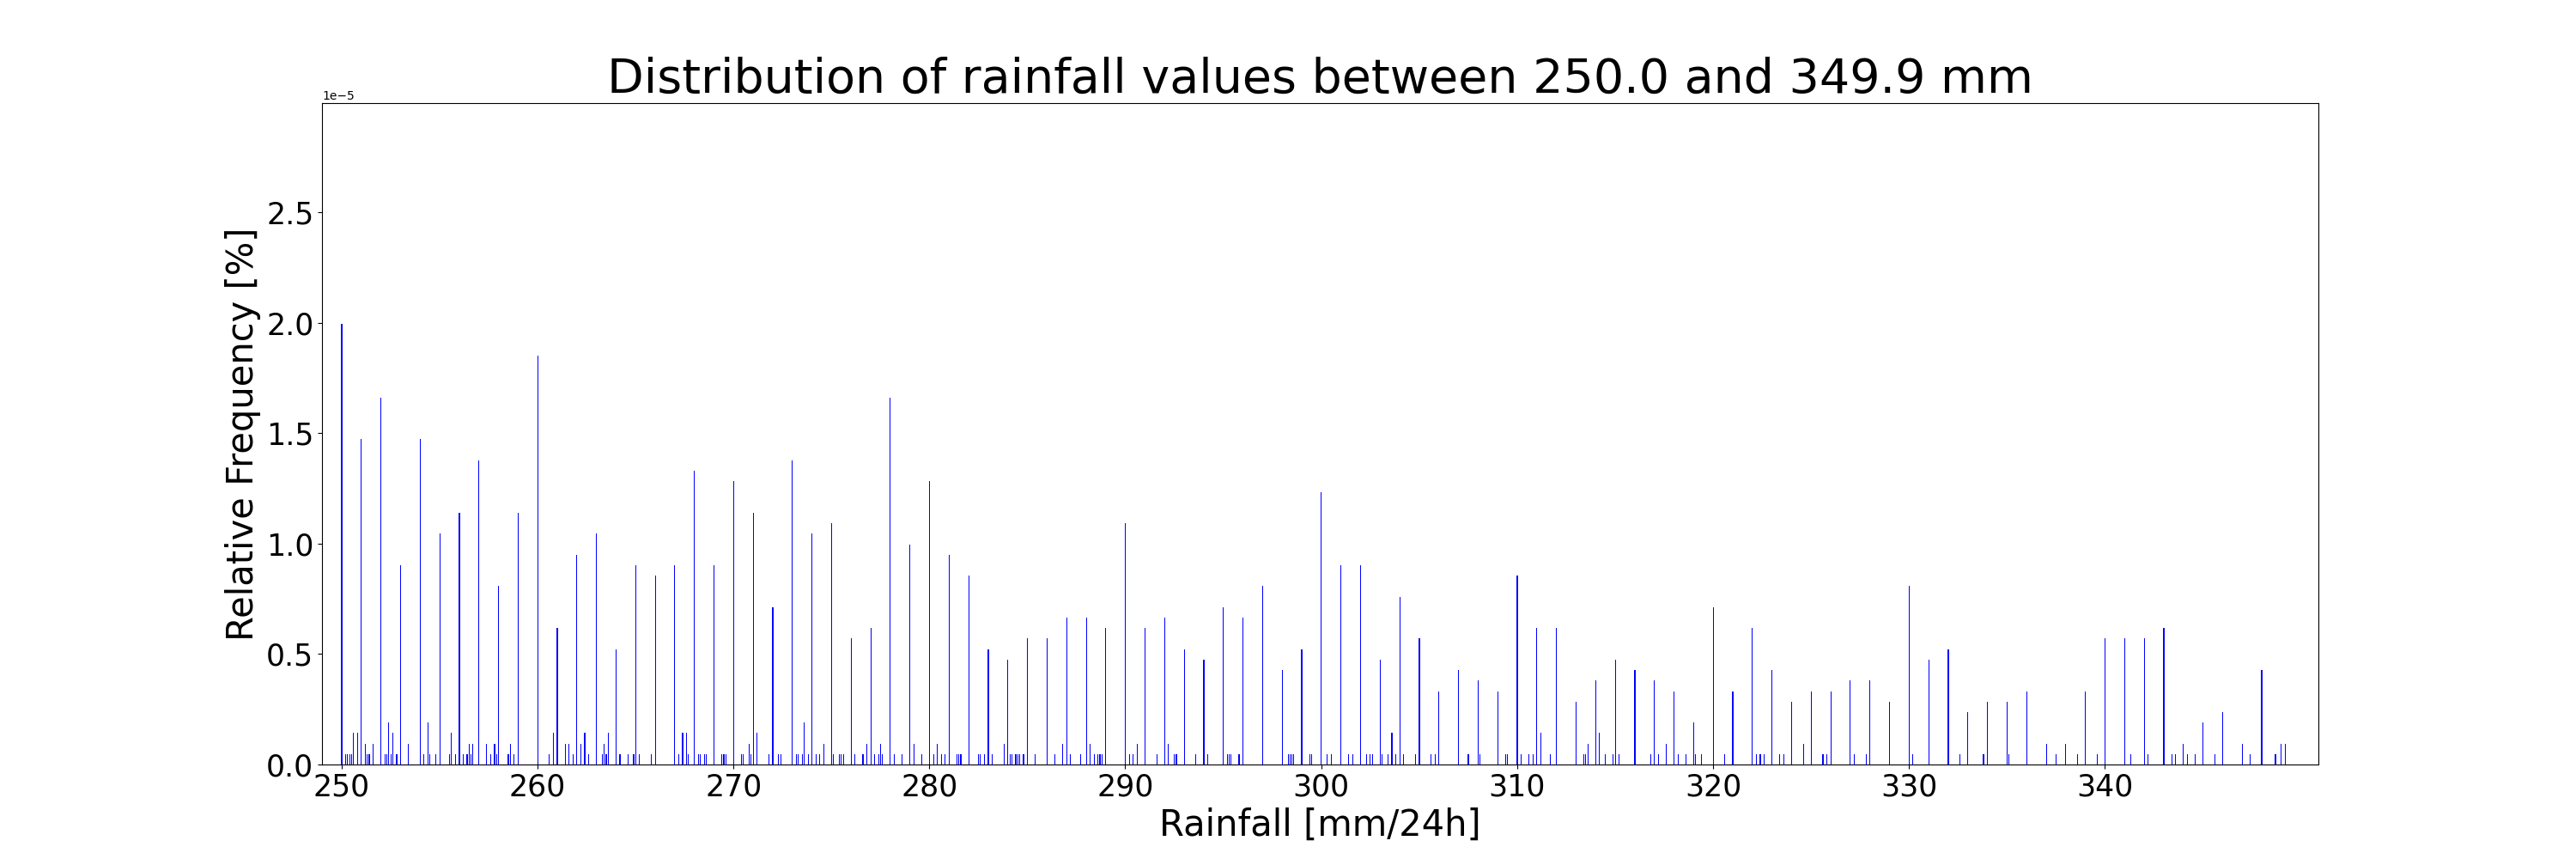 Distribution of rainfall values between 250.0 and 349.9 mm
1e−5
2.5
2.0
1.5
1.0
0.5
0.0
Relative Frequency [%]
250 260 270 280 290 300 310 320 330 340
Rainfall [mm/24h]